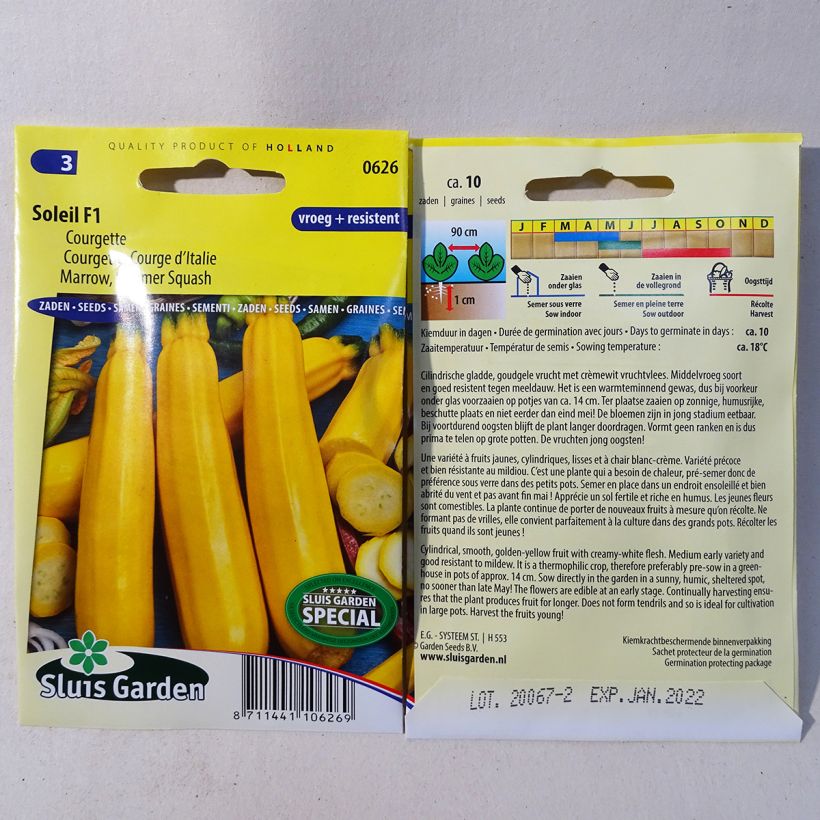 QUALITY PRODUCT OF HOLLAND
3
0626
Soleil F1
vroeg + resistent
Courgette
Courgette, Courge d'Italie
Marrow, Summer Squash
ZADEN • SEEDS • SAMEN • GRAINES • SEMENTI • ZADEN • SEEDS • SAMEN • GRAINES • SEM
SELECTED ON EXCELLENCE
SLUIS GARDEN
SPECIAL
Sluis Garden
8 711441 106269
ca. 10
zaden | graines | seeds
90 cm
1 cm
J F M A M J J A S O N D
Zaaien
onder glas
Semer sous verre
Sow indoor
Zaaien in
de vollegrond
Semer en pleine terre
Sow outdoor
Oogsttijd
Récolte
Harvest
Kiemduur in dagen • Durée de germination avec jours • Days to germinate in days : ca. 10
Zaaitemperatuur • Températur de semis • Sowing temperature : ca. 18°C
Cilindrische gladde, goudgele vrucht met crèmewit vruchtvlees. Middelvroeg soort
en goed resistent tegen meeldauw. Het is een warmteminnend gewas, dus bij voorkeur
onder glas voorzaaien op potjes van ca. 14 cm. Ter plaatse zaaien op zonnige, humusrijke,
beschutte plaats en niet eerder dan eind mei! De bloemen zijn in jong stadium eetbaar.
Bij voortdurend oogsten blijft de plant langer doordragen. Vormt geen ranken en is dus
prima te telen op grote potten. De vruchten jong oogsten!
Une variété à fruits jaunes, cylindriques, lisses et à chair blanc-crème. Variété précoce
et bien résistante au mildiou. C'est une plante qui a besoin de chaleur, pré-semer donc de
préférence sous verre dans des petits pots. Semer en place dans un endroit ensoleillé et bien
abrité du vent et pas avant fin mai ! Apprécie un sol fertile et riche en humus. Les jeunes fleurs
sont comestibles. La plante continue de porter de nouveaux fruits à mesure qu'on récolte. Ne
formant pas de vrilles, elle convient parfaitement à la culture dans des grands pots. Récolter les
fruits quand ils sont jeunes !
Cylindrical, smooth, golden-yellow fruit with creamy-white flesh. Medium early variety and
good resistant to mildew. It is a thermophilic crop, therefore preferably pre-sow in a green-
house in pots of approx. 14 cm. Sow directly in the garden in a sunny, humic, sheltered spot,
no sooner than late May! The flowers are edible at an early stage. Continually harvesting ensu-
res that the plant produces fruit for longer. Does not form tendrils and so is ideal for cultivation
in large pots. Harvest the fruits young!
E.G. - SYSTEEM ST. | H 553
© Garden Seeds B.V.
www.sluisgarden.nl
Kiemkrachtbeschermende binnenverpakking
Sachet protecteur de la germination
Germination protecting package
LOT. 20067-2 EXP.JAN.2022